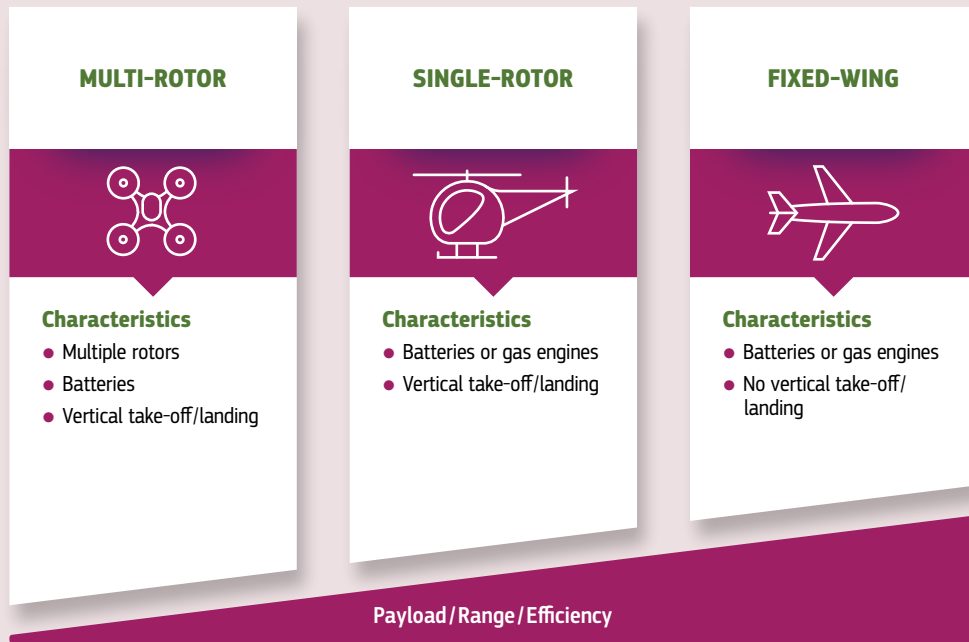 MULTI-ROTOR
Characteristics
Multiple rotors
Batteries
Vertical take-off/landing
SINGLE-ROTOR
Characteristics
Batteries or gas engines
Vertical take-off/landing
FIXED-WING
Characteristics
Batteries or gas engines
No vertical take-off/
landing
Payload/Range/Efficiency